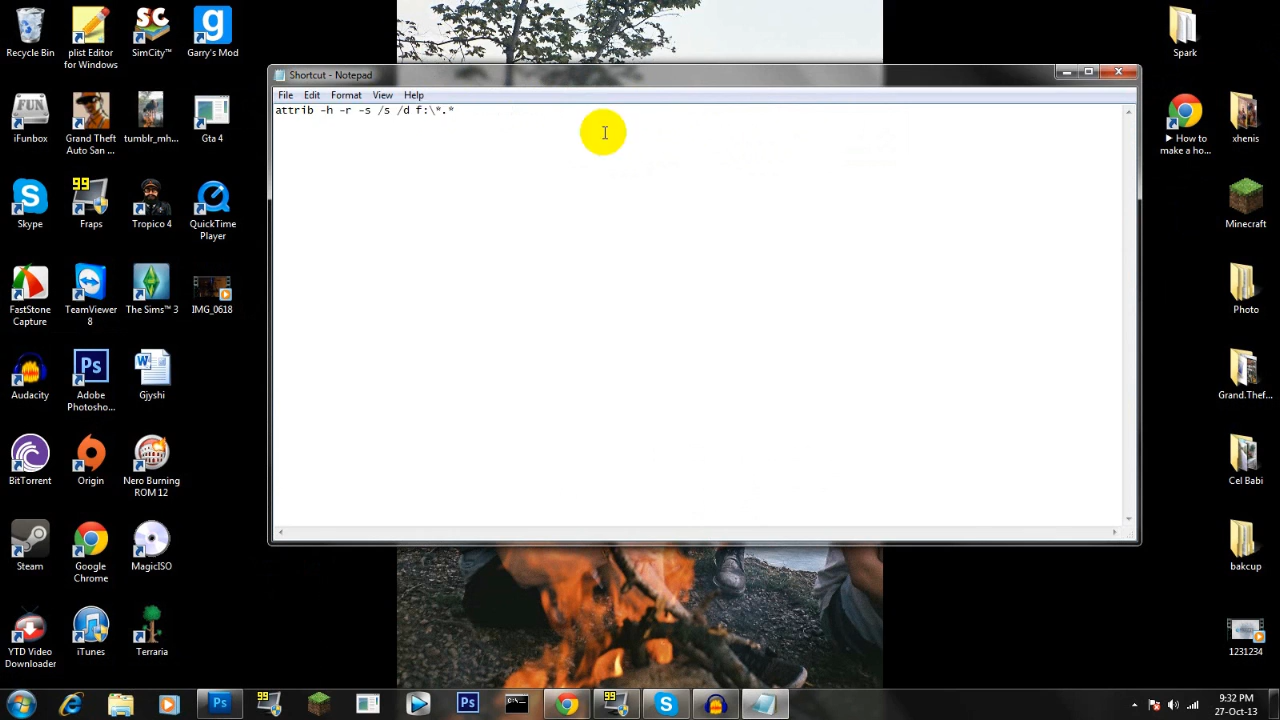 Shortcut - Notepad
File Edit Format View Help
attrib -h -r -s /s /d f:\*.*
Recycle Bin
plist Editor
for Windows
SimCity™
Garry's Mod
iFunbox
Grand Theft
Auto San ...
tumblr_mh...
Gta 4
Skype
Fraps
Tropico 4
QuickTime
Player
FastStone
Capture
TeamViewer
8
The Sims™ 3
IMG_0618
Audacity
Adobe
Photosho...
Gjyshi
BitTorrent
Origin
Nero Burning
ROM 12
Steam
Google
Chrome
MagicISO
YTD Video
Downloader
iTunes
Terraria
Spark
► How to
make a ho...
xhenis
Minecraft
Photo
Grand.Thef...
Cel Babi
bakcup
1231234
9:32 PM
27-Oct-13